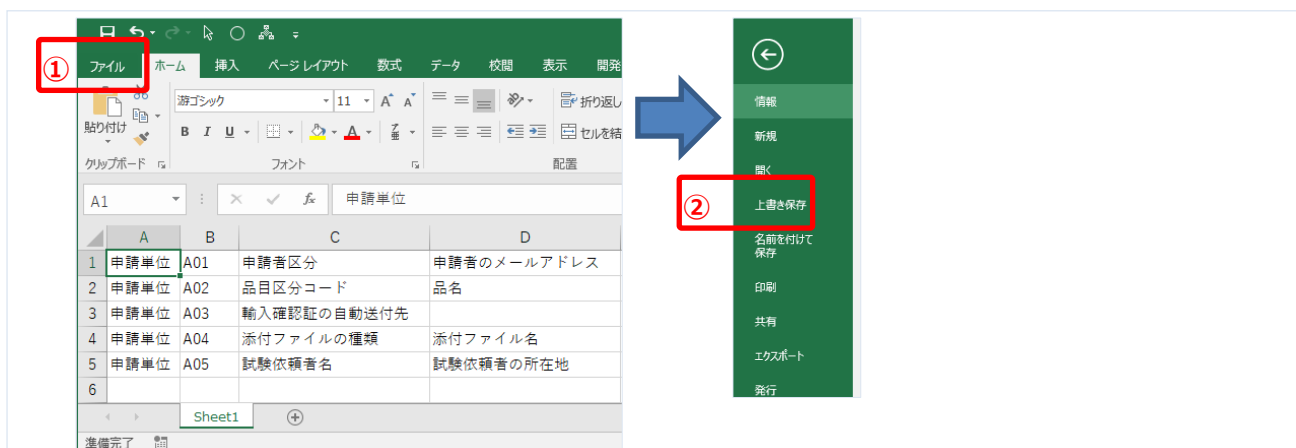 ①
ファイル ホーム 挿入 ページ レイアウト 数式 データ 校閲 表示 開発
游ゴシック 11 A A 折り返し
貼り付け B I U A セルを結
クリップボード フォント 配置
A1 fx 申請単位
A B C D
1 申請単位 A01 申請者区分 申請者のメールアドレス
2 申請単位 A02 品目区分コード 品名
3 申請単位 A03 輸入確認証の自動送付先
4 申請単位 A04 添付ファイルの種類 添付ファイル名
5 申請単位 A05 試験依頼者名 試験依頼者の所在地
6
Sheet1
準備完了
情報
新規
開く
② 上書き保存
名前を付けて
保存
印刷
共有
エクスポート
発行